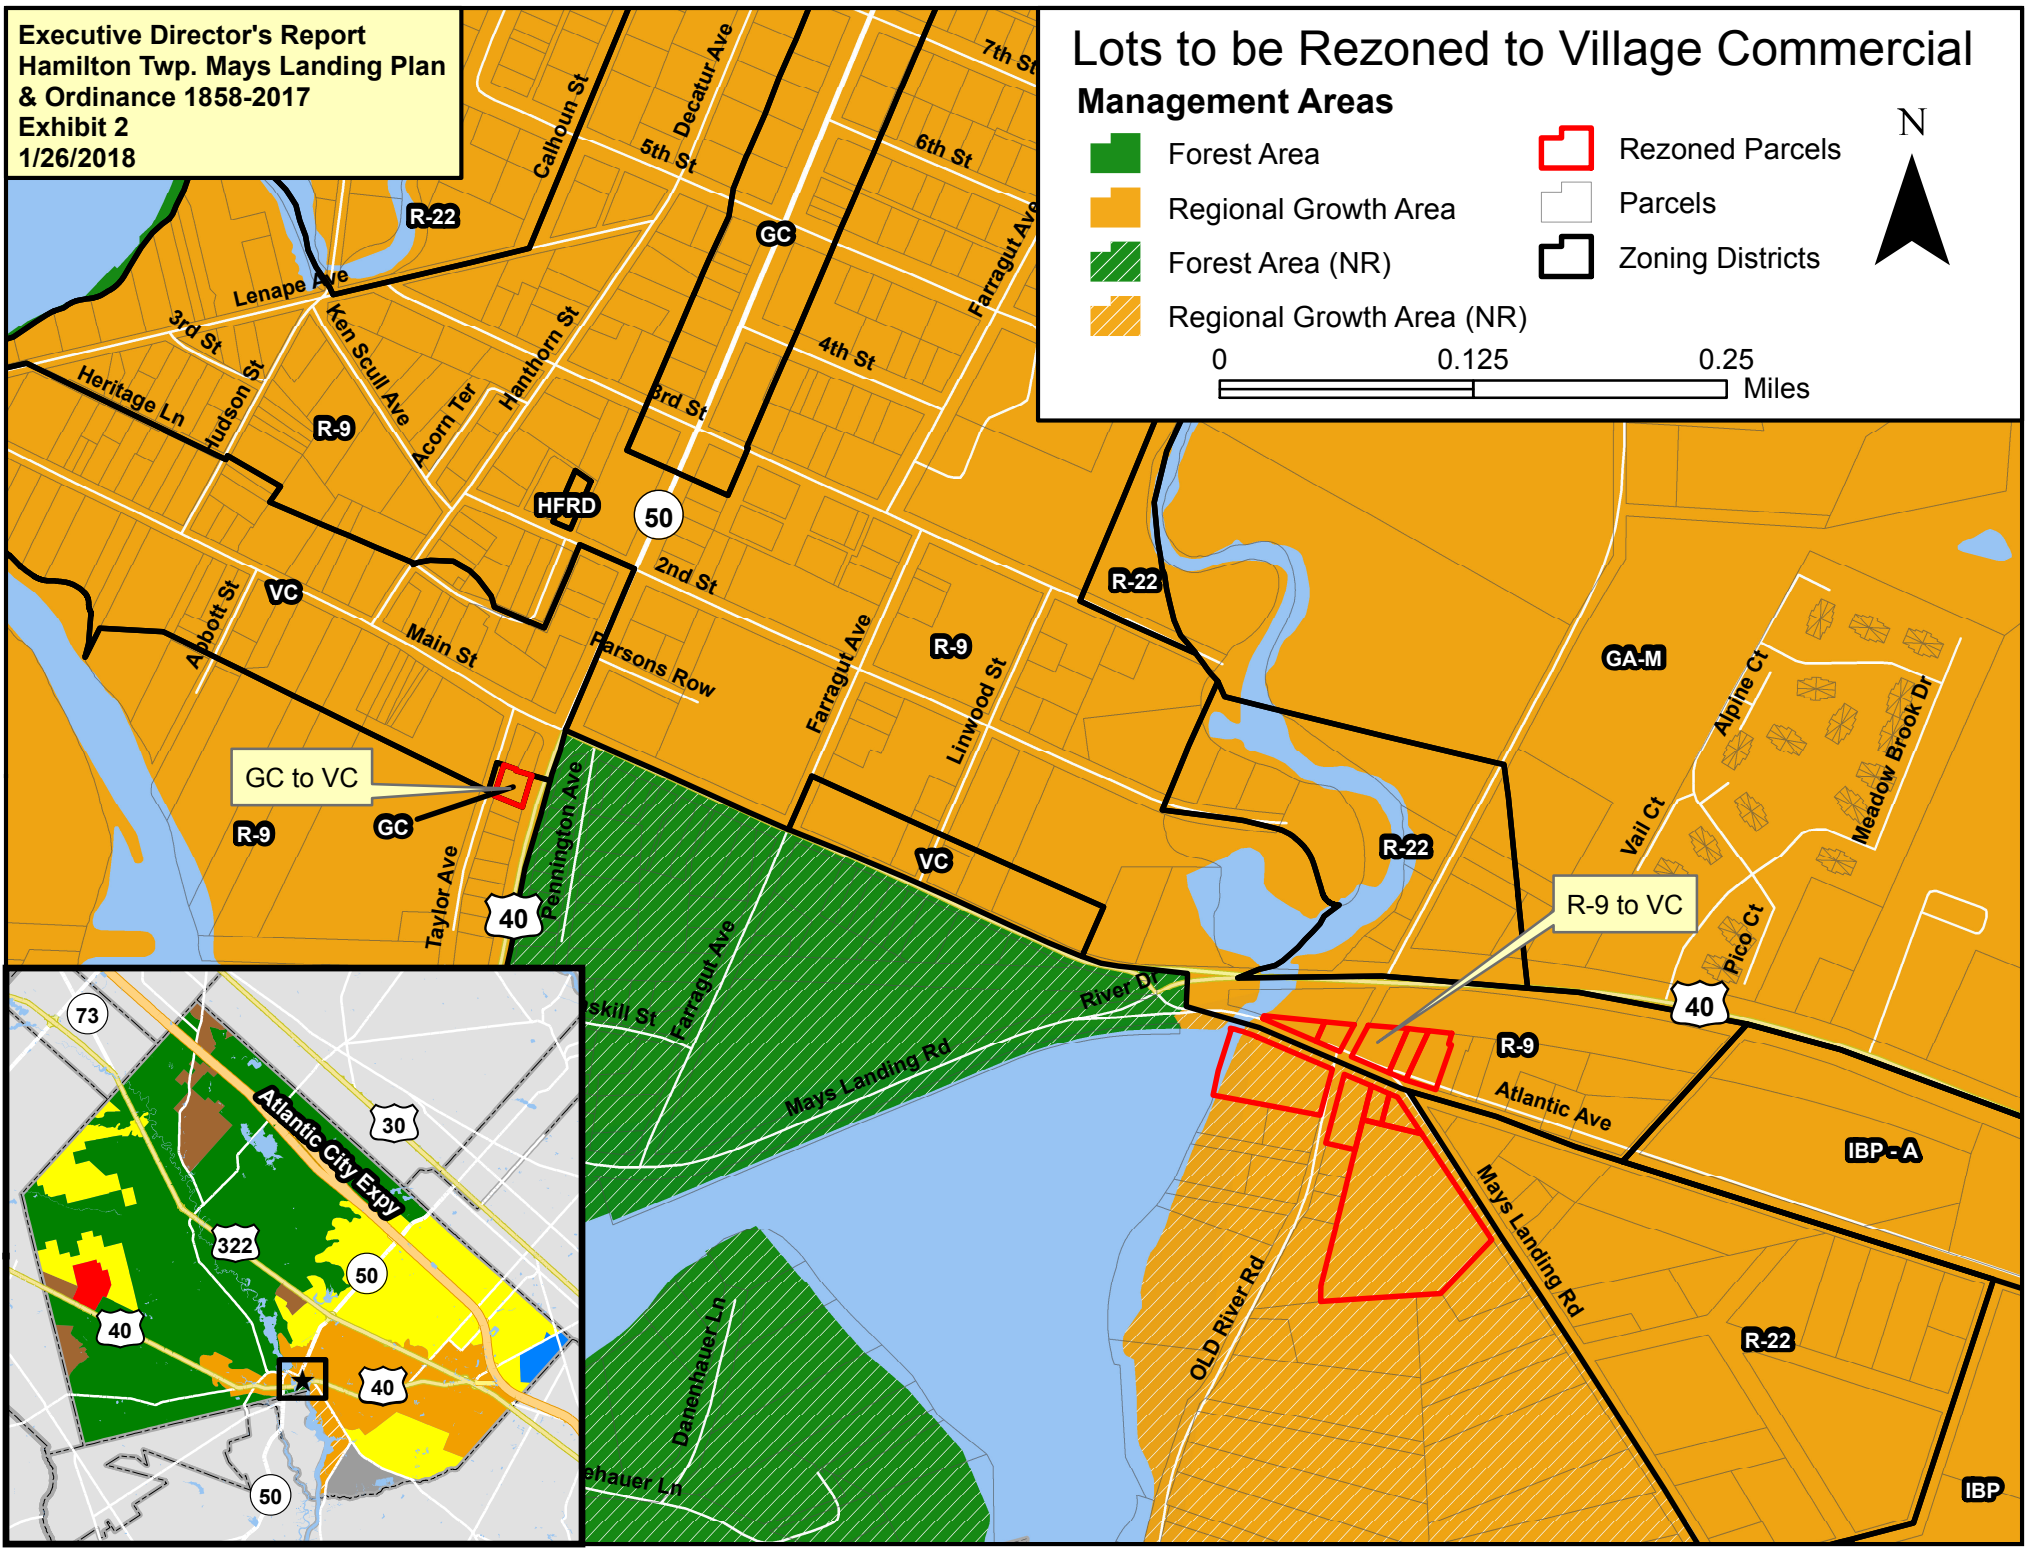 Executive Director's Report
Hamilton Twp. Mays Landing Plan
& Ordinance 1858-2017
Exhibit 2
1/26/2018
Lots to be Rezoned to Village Commercial
Management Areas
Forest Area
Regional Growth Area
Forest Area (NR)
Regional Growth Area (NR)
Rezoned Parcels
Parcels
Zoning Districts
N
0 0.125 0.25
Miles
7th St
Decatur Ave
Calhoun St
5th St
6th St
R-22
GC
Farragut Ave
Lenape Ave
3rd St
Ken Scull Ave
Hanthorn St
4th St
Heritage Ln
Hudson St
Acorn Ter
3rd St
R-9
HFRD
50
2nd St
R-22
VC
Abbott St
Main St
Parsons Row
Farragut Ave
R-9
Linwood St
GA-M
Alpine Ct
Meadow Brook Dr
GC to VC
R-9
GC
Pennington Ave
VC
R-22
Vail Ct
Taylor Ave
40
R-9 to VC
Pico Ct
Farragut Ave
River Dr
40
skill St
R-9
Mays Landing Rd
Atlantic Ave
IBP - A
Mays Landing Rd
OLD River Rd
R-22
Danenhauer Ln
ehauer Ln
IBP
73
Atlantic City Expy
30
322
50
40
40
50